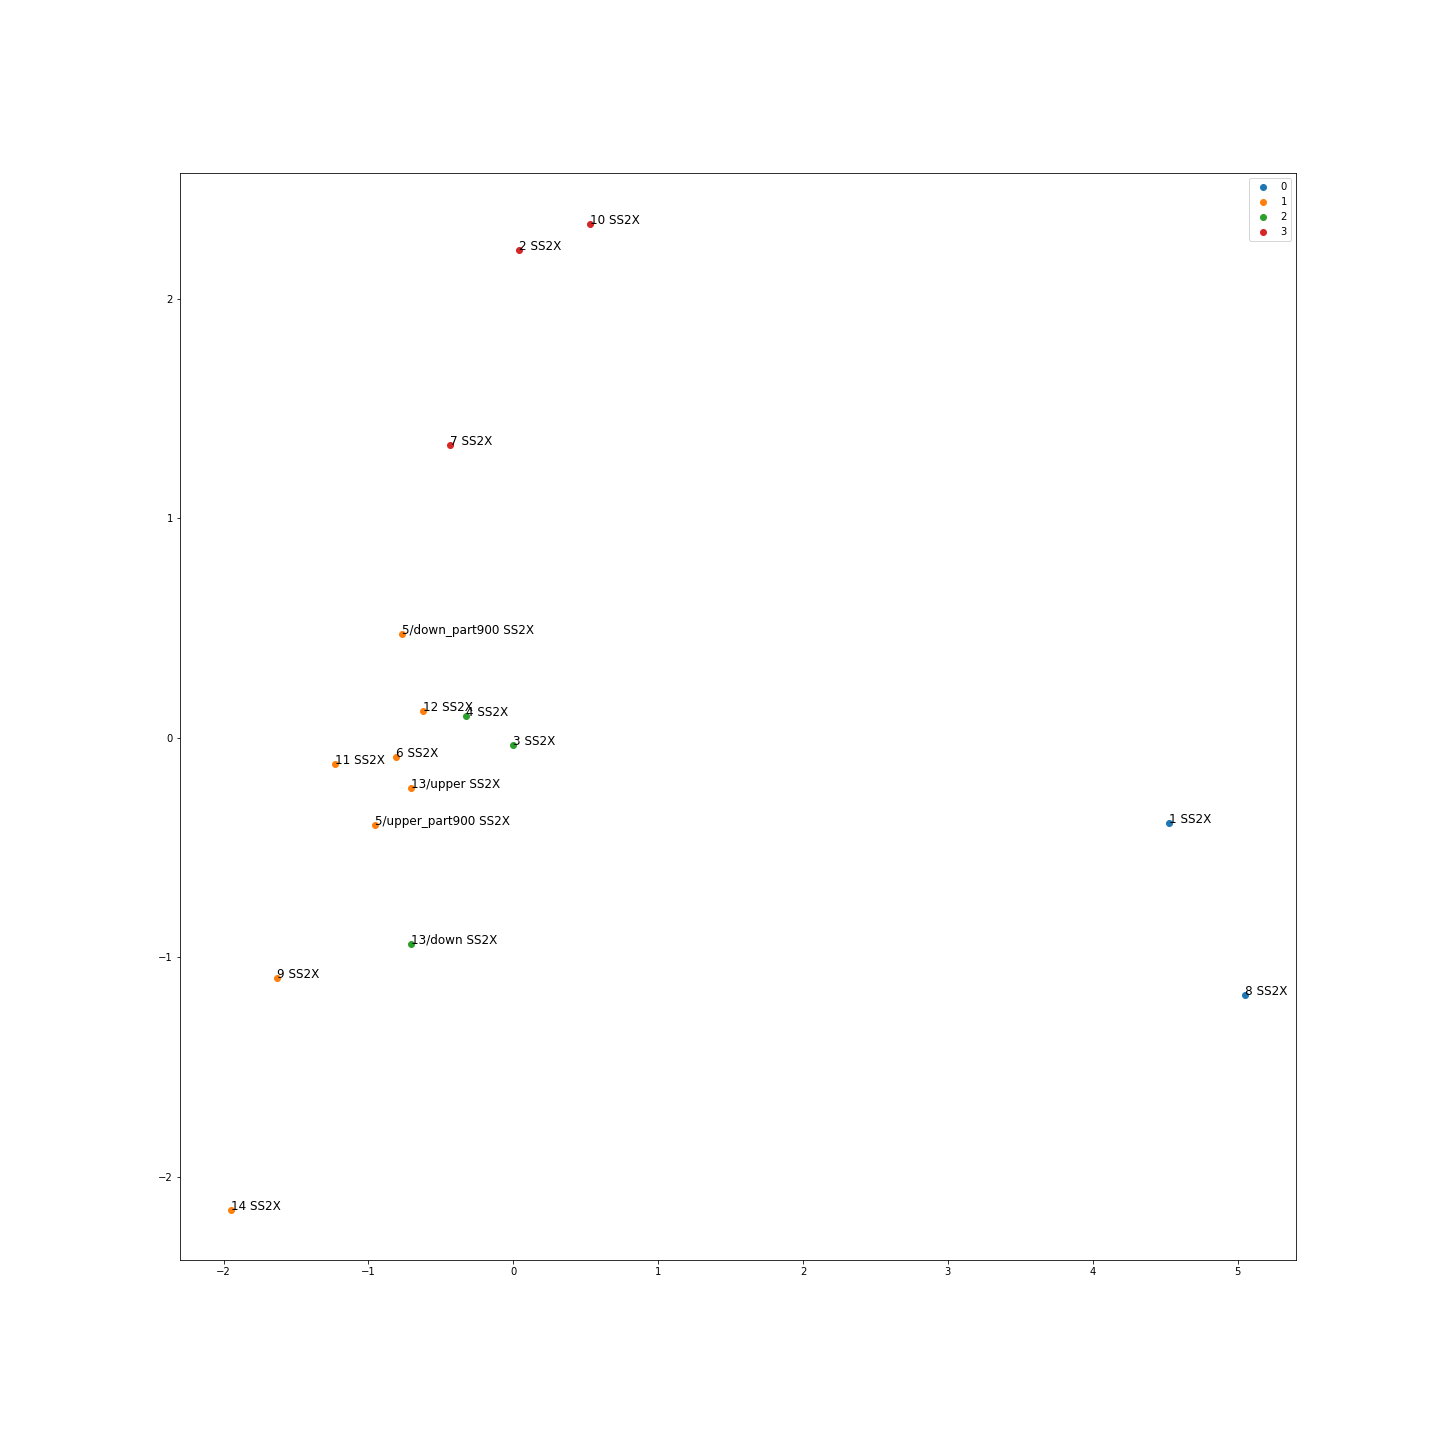 0
1
2
3
10 SS2X
2 SS2X
7 SS2X
5/down_part900 SS2X
12 SS2X
4 SS2X
3 SS2X
6 SS2X
11 SS2X
13/upper SS2X
5/upper_part900 SS2X
1 SS2X
13/down SS2X
9 SS2X
8 SS2X
14 SS2X
2
1
0
−1
−2
−2 −1 0 1 2 3 4 5